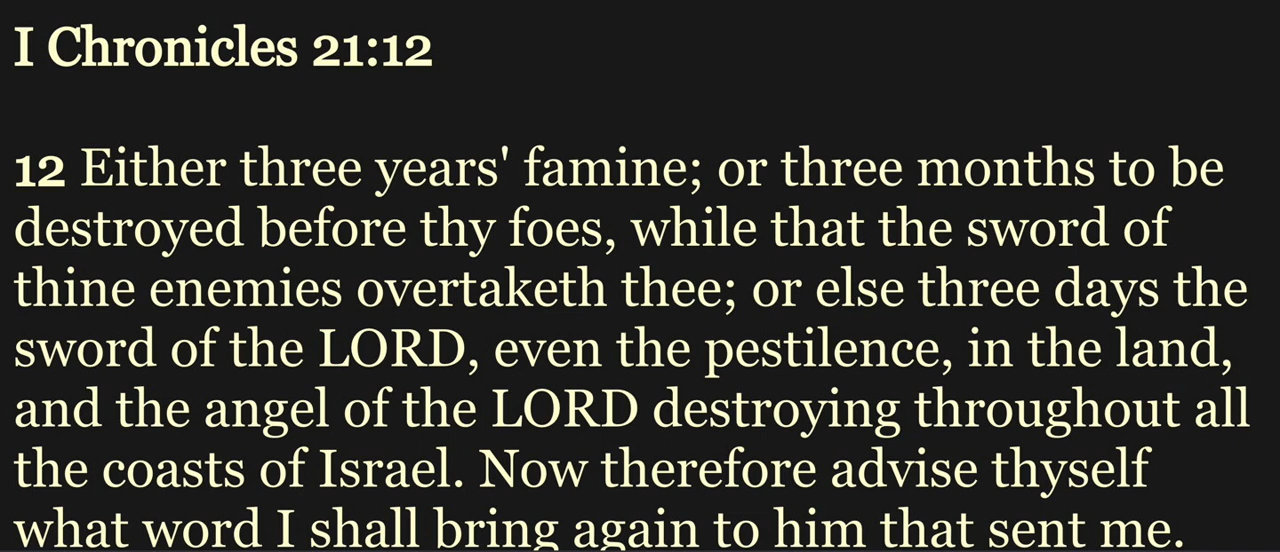 I Chronicles 21:12
12 Either three years' famine; or three months to be
destroyed before thy foes, while that the sword of
thine enemies overtaketh thee; or else three days the
sword of the LORD, even the pestilence, in the land,
and the angel of the LORD destroying throughout all
the coasts of Israel. Now therefore advise thyself
what word I shall bring again to him that sent me.